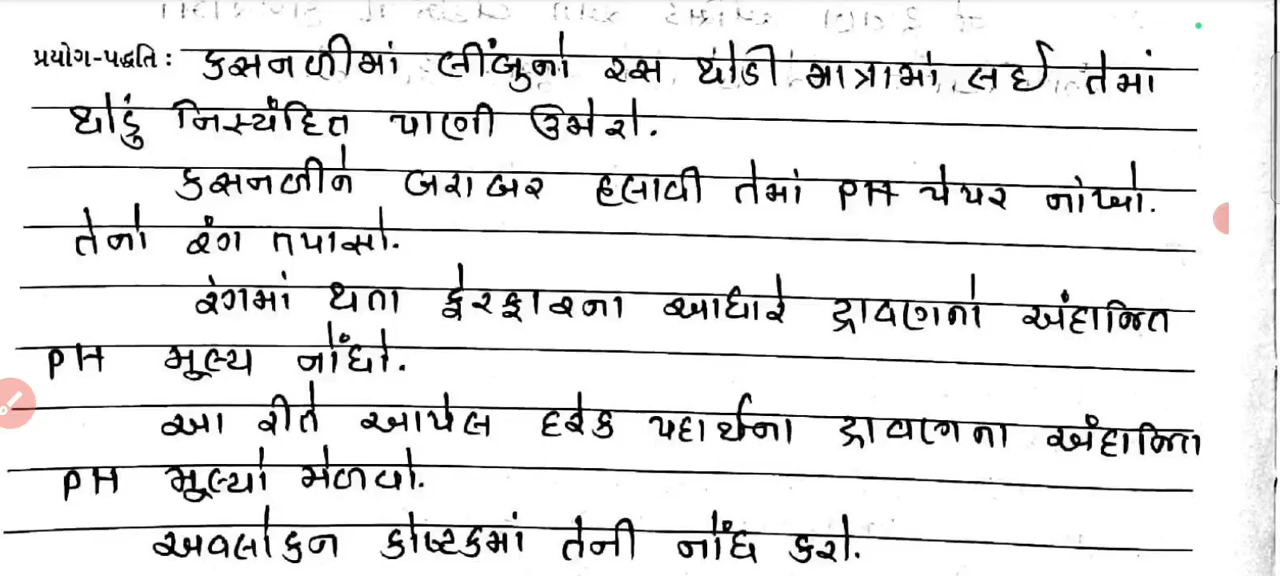 પ્રયોગ-પદ્ધતિ : કસનળીમાં લીંબુનો રસ થોડી માત્રામાં લઈ તેમાં
થોડું નિસ્યંદિત પાણી ઉમેરો.
કસનળીને બરાબર હલાવી તેમાં PH પેપર નાંખો.
તેનો રંગ તપાસો.
રંગમાં થતા ફેરફારના આધારે દ્રાવણનો અંદાજિત
PH મૂલ્ય નોંધો.
આ રીતે આપેલ દરેક પદાર્થના દ્રાવણના અંદાજિત
PH મૂલ્યો મેળવો.
અવલોકન કોષ્ટકમાં તેની નોંધ કરો.